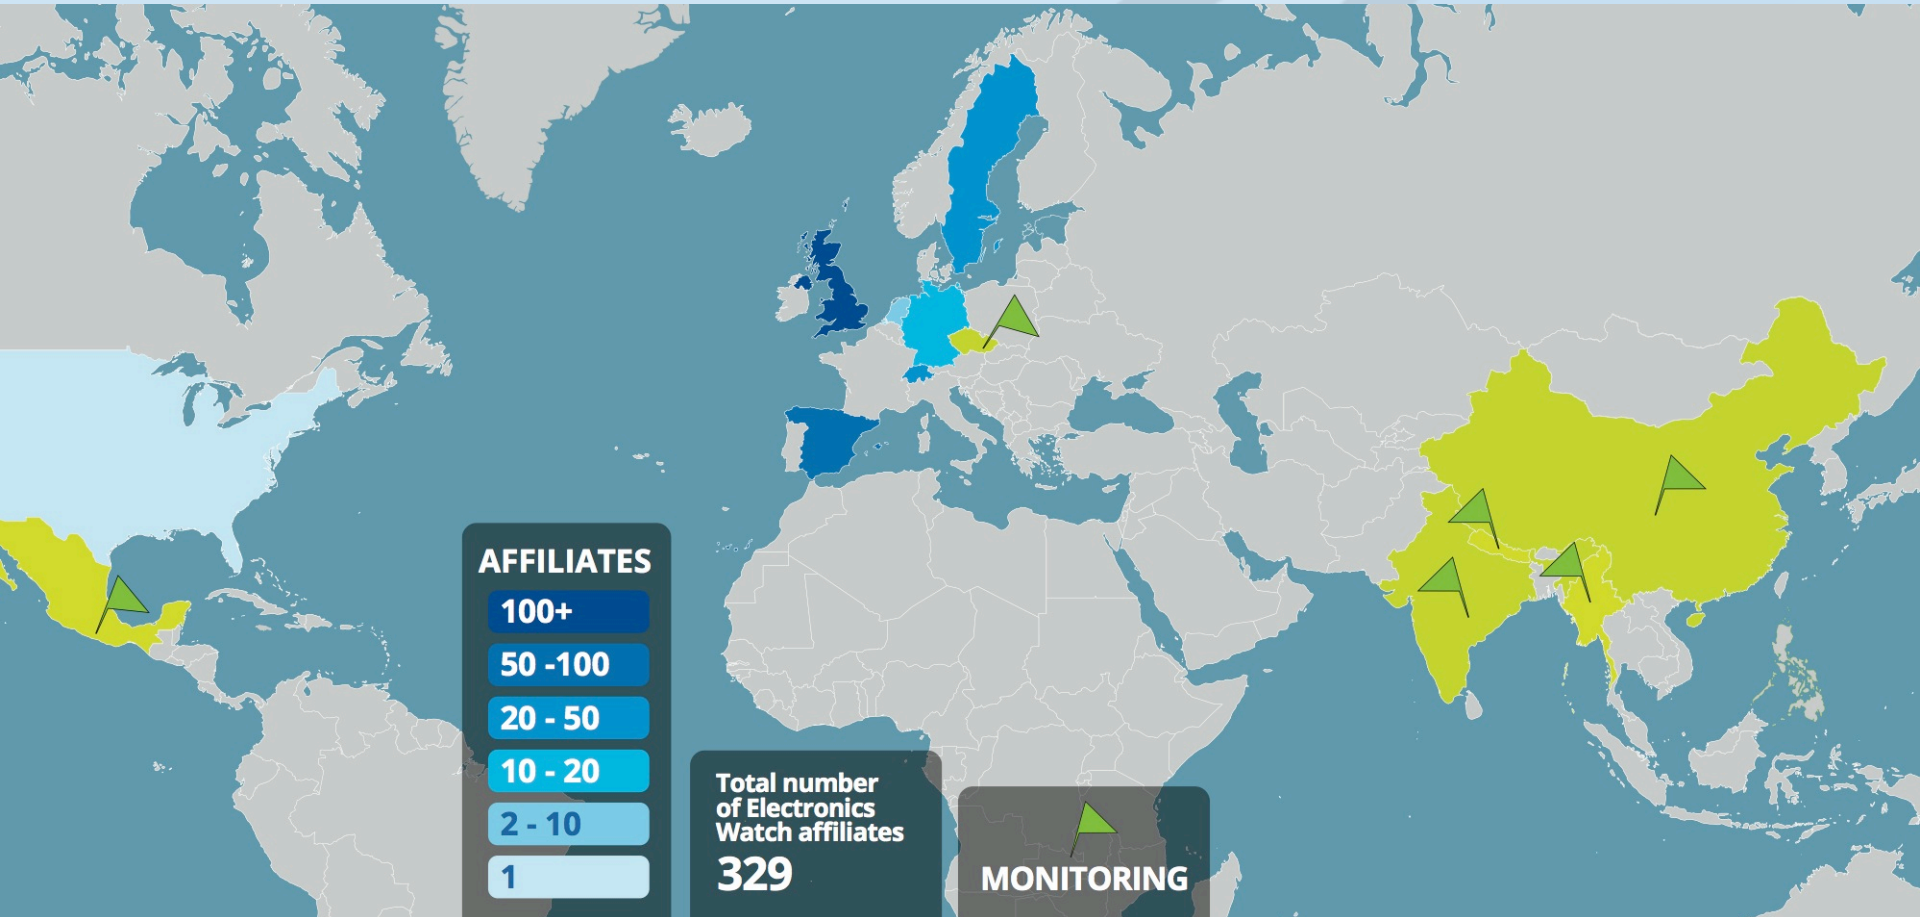 AFFILIATES
100+
50 -100
20 - 50
10 - 20
2 - 10
1
Total number
of Electronics
Watch affiliates
329
MONITORING